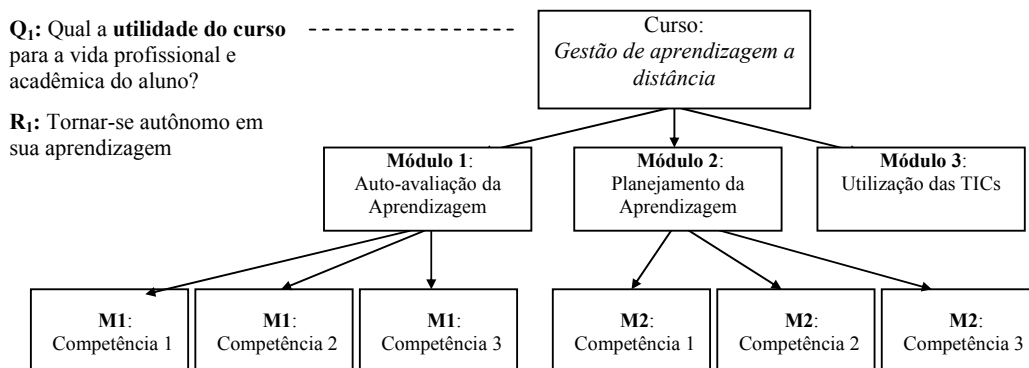 Q₁: Qual a utilidade do curso
para a vida profissional e
acadêmica do aluno?
R₁: Tornar-se autônomo em
sua aprendizagem
Curso:
Gestão de aprendizagem a
distância
Módulo 1:
Auto-avaliação da
Aprendizagem
Módulo 2:
Planejamento da
Aprendizagem
Módulo 3:
Utilização das TICs
M1:
Competência 1
M1:
Competência 2
M1:
Competência 3
M2:
Competência 1
M2:
Competência 2
M2:
Competência 3